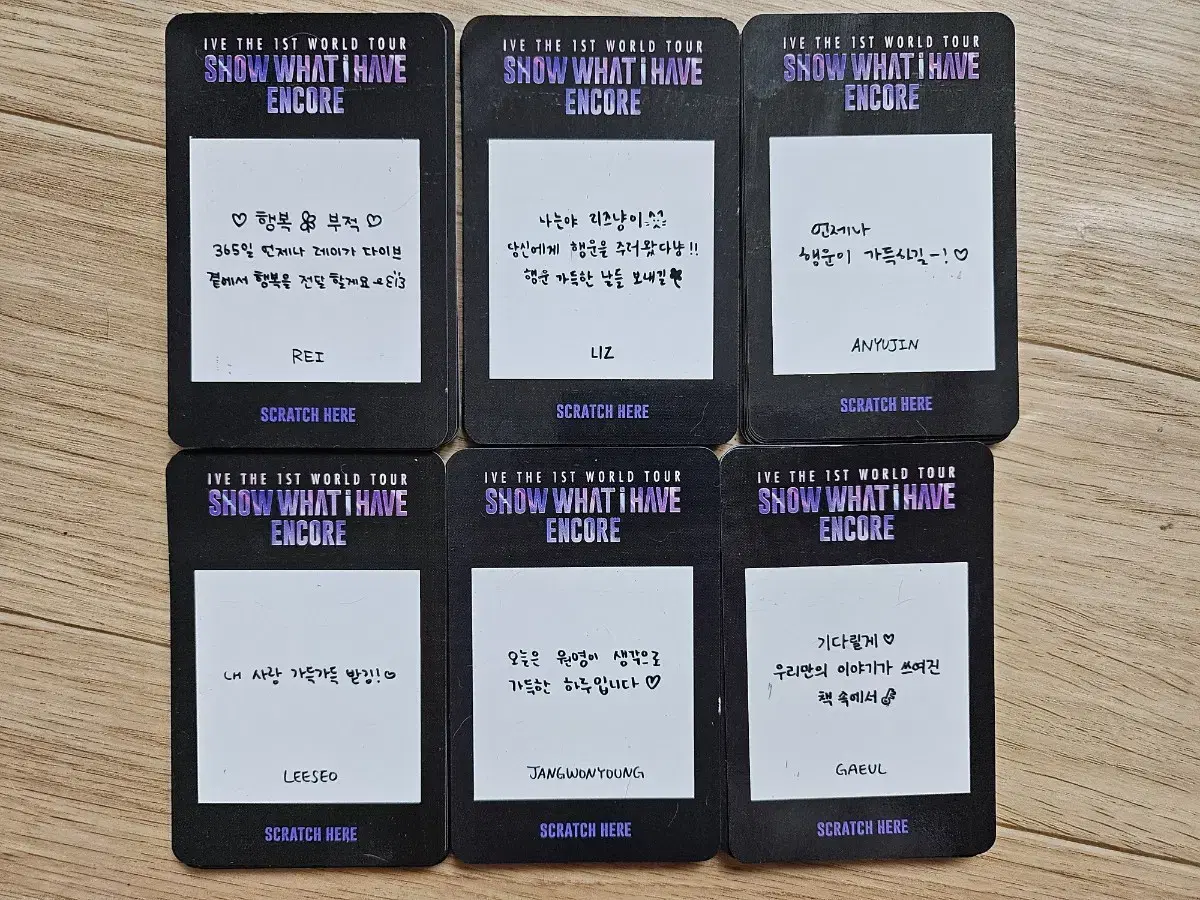 IVE THE 1ST WORLD TOUR
SHOW WHAT i HAVE
ENCORE
♡ 행복 🍀 부적 ♡
365일 언제나 레이가 다이브
곁에서 행복을 전달 할게요
REI
SCRATCH HERE
IVE THE 1ST WORLD TOUR
SHOW WHAT i HAVE
ENCORE
나는야 리즈냥이
당신에게 행운을 주러왔다냥!!
행운 가득한 날들 보내길🍀
LIZ
SCRATCH HERE
IVE THE 1ST WORLD TOUR
SHOW WHAT i HAVE
ENCORE
언제나
행운이 가득하길-! ♡
ANYUJIN
SCRATCH HERE
IVE THE 1ST WORLD TOUR
SHOW WHAT i HAVE
ENCORE
내 사랑 가득가득 받김!♡
LEESEO
SCRATCH HERE
IVE THE 1ST WORLD TOUR
SHOW WHAT i HAVE
ENCORE
오늘은 원영이 생각으로
가득한 하루입니다 ♡
JANGWONYOUNG
SCRATCH HERE
IVE THE 1ST WORLD TOUR
SHOW WHAT i HAVE
ENCORE
기다릴게 ♡
우리만의 이야기가 쓰여진
책 속에서
GAEUL
SCRATCH HERE